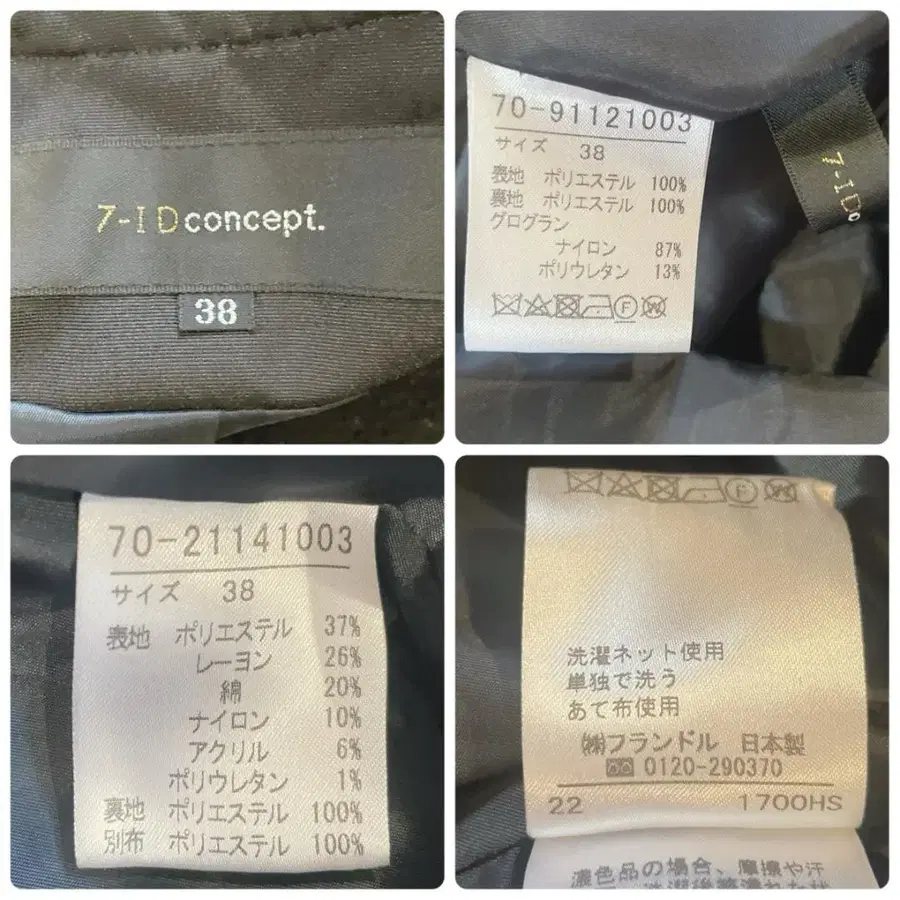 7-IDconcept.
38
70-91121003
サイズ 38
表地 ポリエステル 100%
裏地 ポリエステル 100%
グログラン
ナイロン 87%
ポリウレタン 13%
F W
7-ID
70-21141003
サイズ 38
表地 ポリエステル 37%
レーヨン 26%
綿 20%
ナイロン 10%
アクリル 6%
ポリウレタン 1%
裏地 ポリエステル 100%
別布 ポリエステル 100%
F W
洗濯ネット使用
単独で洗う
あて布使用
㈱フランドル 日本製
0120-290370
22 1700HS
濃色品の場合、摩擦や汗